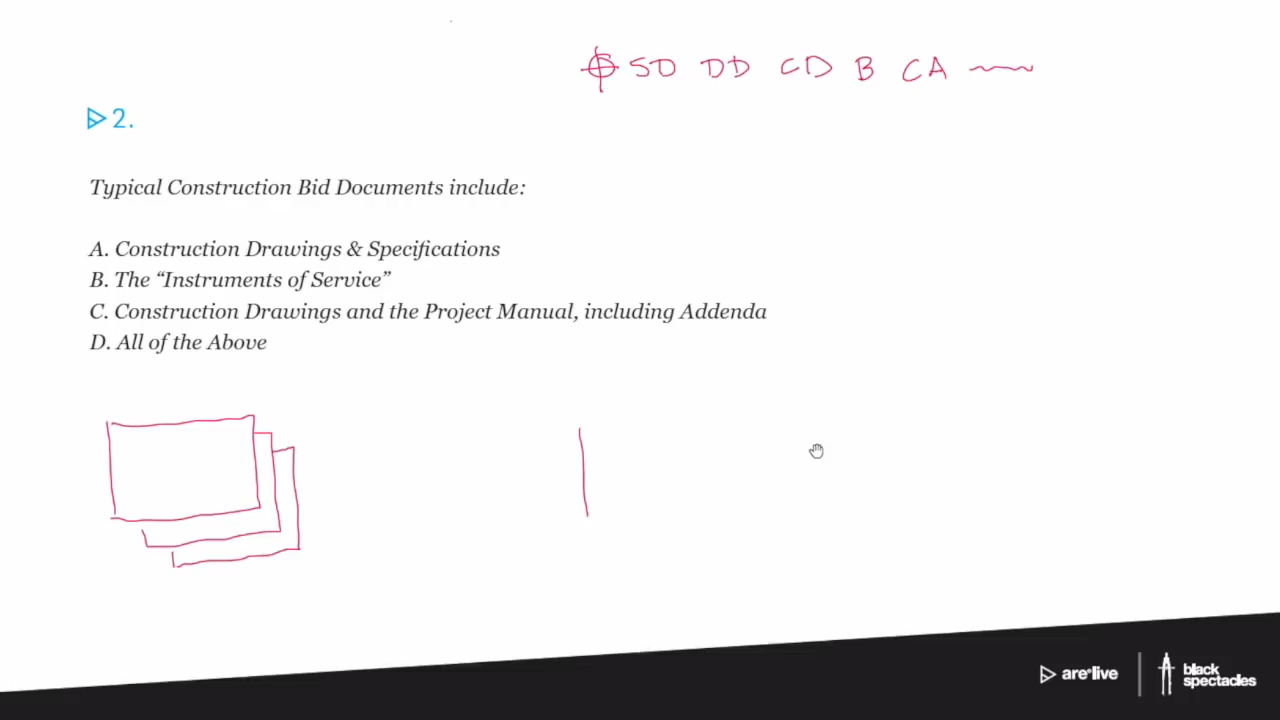 SD DD CD B CA
2.
Typical Construction Bid Documents include:
A. Construction Drawings & Specifications
B. The “Instruments of Service”
C. Construction Drawings and the Project Manual, including Addenda
D. All of the Above
are®live
black
spectacles